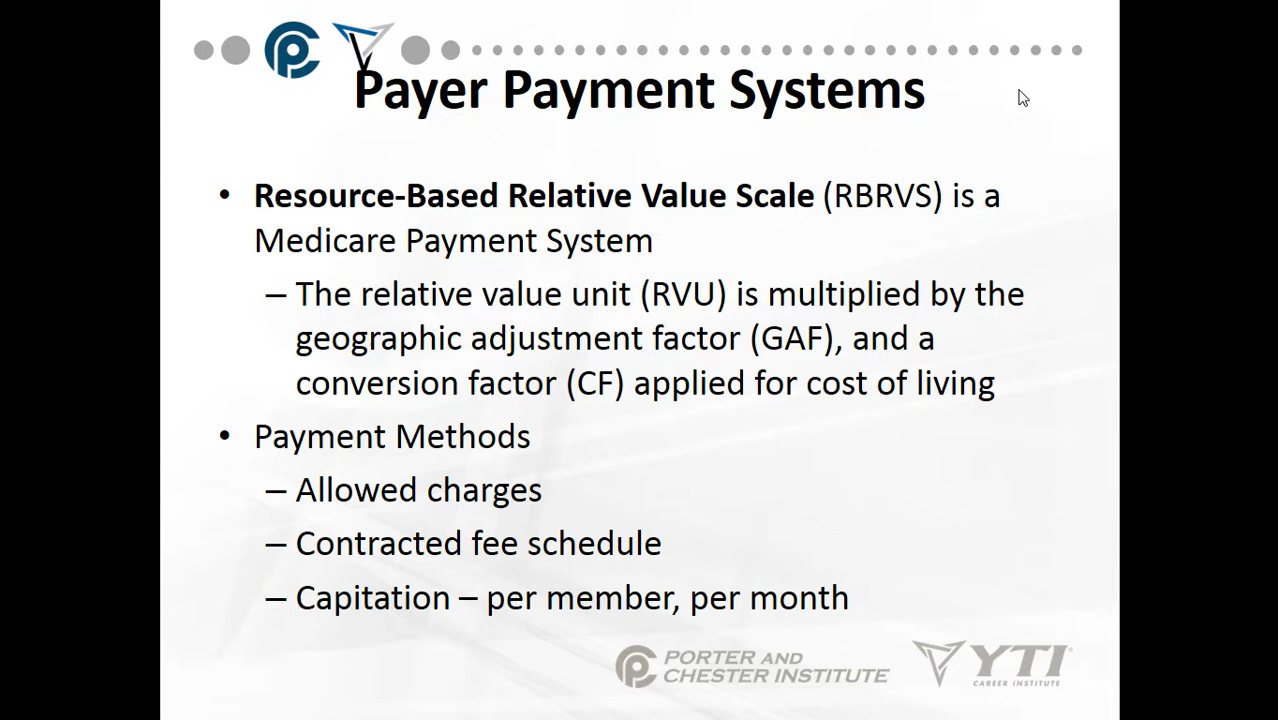 Payer Payment Systems
• Resource-Based Relative Value Scale (RBRVS) is a
Medicare Payment System
– The relative value unit (RVU) is multiplied by the
geographic adjustment factor (GAF), and a
conversion factor (CF) applied for cost of living
• Payment Methods
– Allowed charges
– Contracted fee schedule
– Capitation – per member, per month
PORTER AND
CHESTER INSTITUTE
YTI®
CAREER INSTITUTE